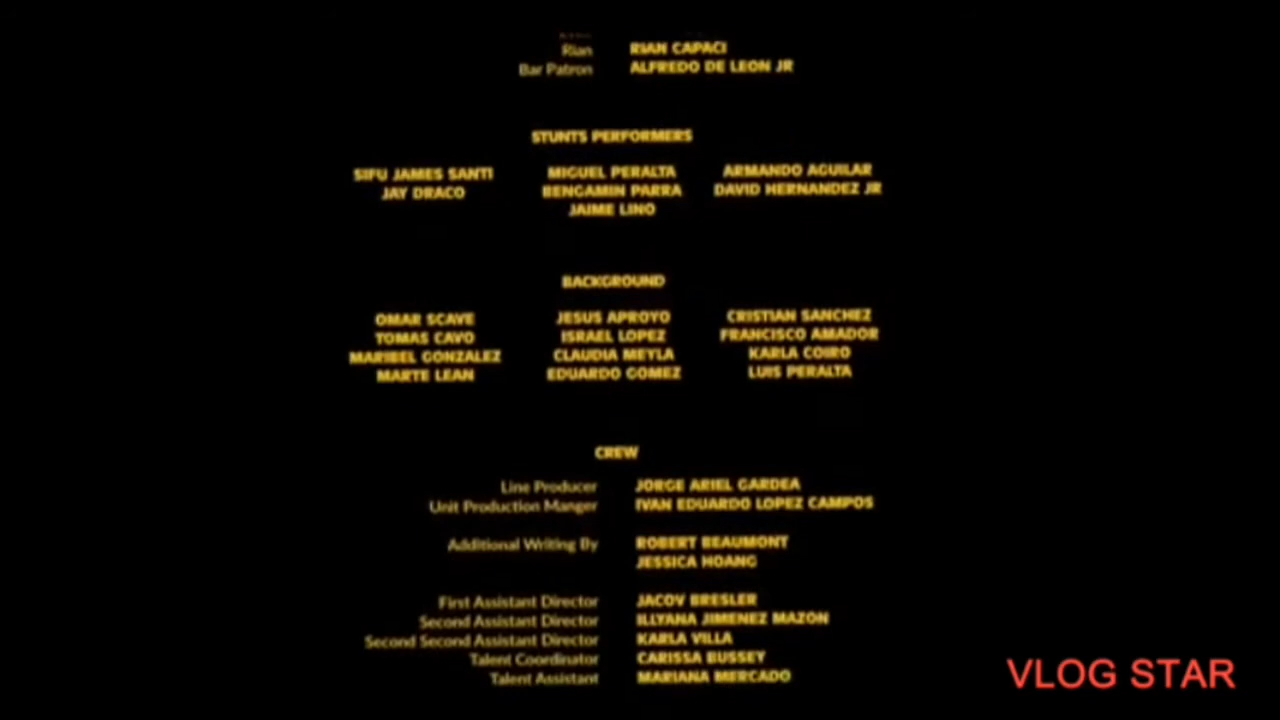 Rian RIAN CAPACI
Bar Patron ALFREDO DE LEON JR
STUNTS PERFORMERS
SIFU JAMES SANTI MIGUEL PERALTA ARMANDO AGUILAR
JAY DRACO BENGAMIN PARRA DAVID HERNANDEZ JR
JAIME LINO
BACKGROUND
OMAR SCAVE JESUS APROYO CRISTIAN SANCHEZ
TOMAS CAVO ISRAEL LOPEZ FRANCISCO AMADOR
MARIBEL GONZALEZ CLAUDIA MEYLA KARLA COIRO
MARTE LEAN EDUARDO GOMEZ LUIS PERALTA
CREW
Line Producer JORGE ARIEL GARDEA
Unit Production Manger IVAN EDUARDO LOPEZ CAMPOS
Additional Writing By ROBERT BEAUMONT
JESSICA HOANG
First Assistant Director JACOV BRESLER
Second Assistant Director ILLYANA JIMENEZ MAZON
Second Second Assistant Director KARLA VILLA
Talent Coordinator CARISSA BUSSEY
Talent Assistant MARIANA MERCADO
VLOG STAR